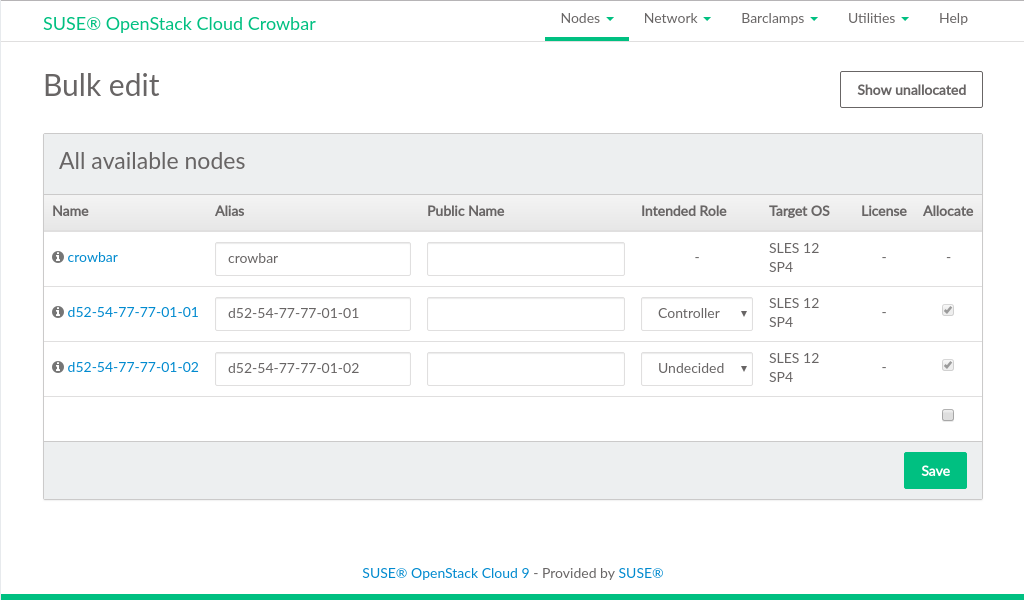 SUSE® OpenStack Cloud Crowbar Nodes Network Barclamps Utilities Help
Bulk edit Show unallocated
All available nodes
Name Alias Public Name Intended Role Target OS License Allocate
crowbar crowbar - SLES 12 SP4 - -
d52-54-77-77-01-01 d52-54-77-77-01-01 Controller SLES 12 SP4 -
d52-54-77-77-01-02 d52-54-77-77-01-02 Undecided SLES 12 SP4 -
Save
SUSE® OpenStack Cloud 9 - Provided by SUSE®